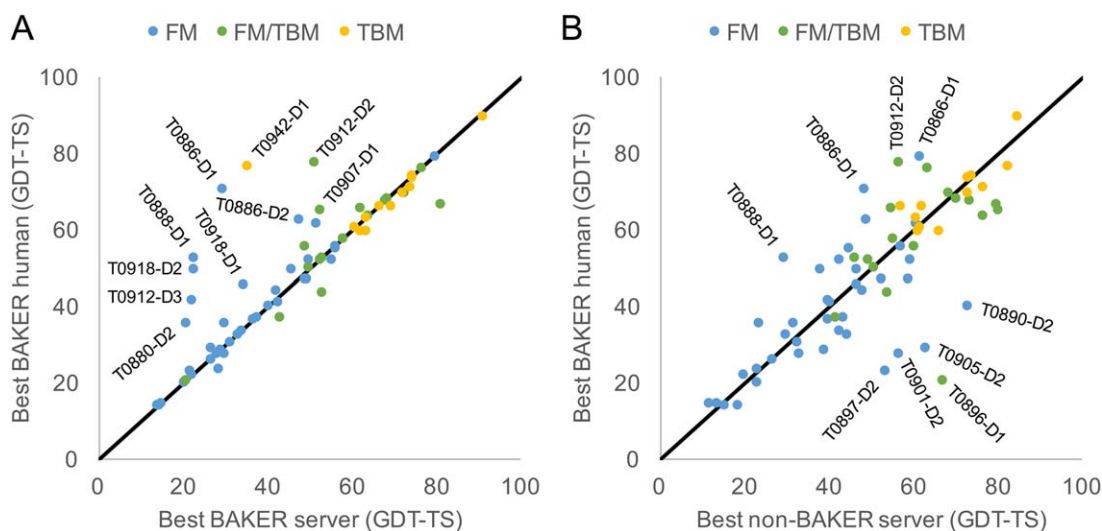 A
FM FM/TBM TBM
Best BAKER human (GDT-TS)
100
80
60
40
20
0
T0886-D1
T0942-D1
T0912-D2
T0907-D1
T0886-D2
T0888-D1
T0918-D1
T0918-D2
T0912-D3
T0880-D2
0 20 40 60 80 100
Best BAKER server (GDT-TS)
B
FM FM/TBM TBM
Best BAKER human (GDT-TS)
100
80
60
40
20
0
T0912-D2
T0866-D1
T0886-D1
T0888-D1
T0890-D2
T0905-D2
T0901-D2
T0897-D2
T0896-D1
0 20 40 60 80 100
Best non-BAKER server (GDT-TS)